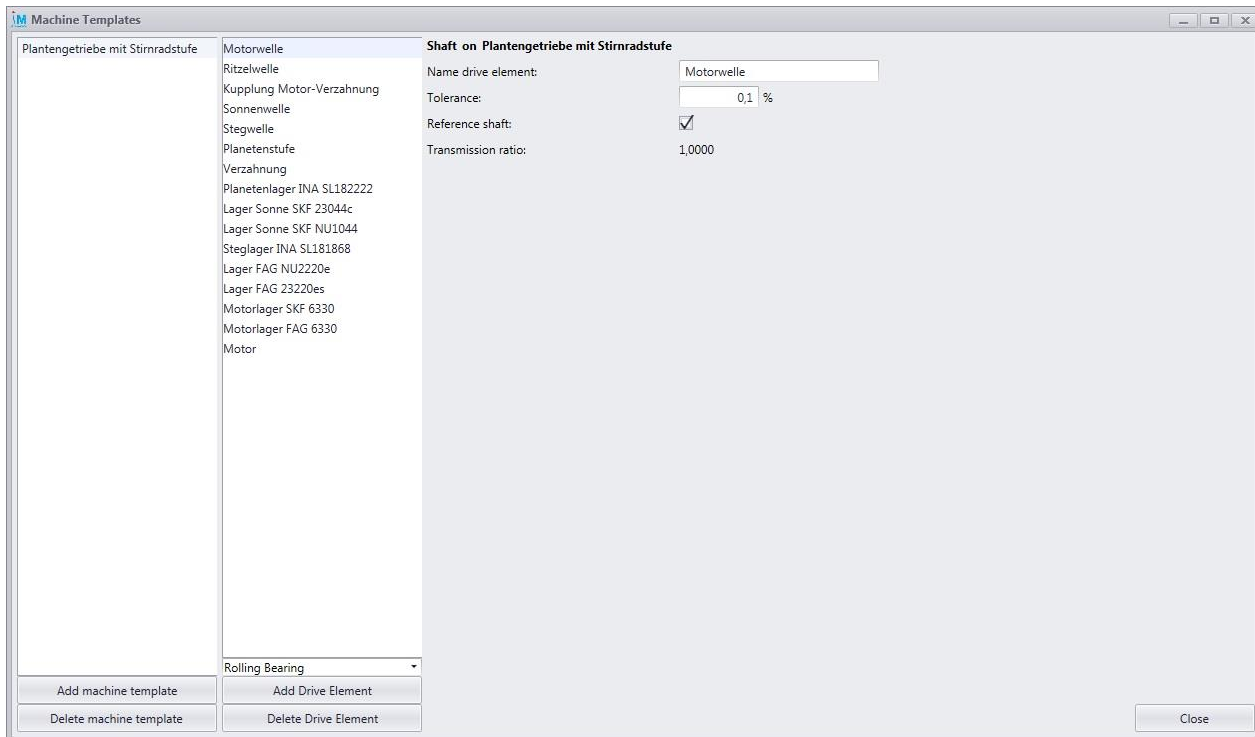 Machine Templates
Plantengetriebe mit Stirnradstufe
Motorwelle
Ritzelwelle
Kupplung Motor-Verzahnung
Sonnenwelle
Stegwelle
Planetenstufe
Verzahnung
Planetenlager INA SL182222
Lager Sonne SKF 23044c
Lager Sonne SKF NU1044
Steglager INA SL181868
Lager FAG NU2220e
Lager FAG 23220es
Motorlager SKF 6330
Motorlager FAG 6330
Motor
Rolling Bearing
Add machine template
Add Drive Element
Delete machine template
Delete Drive Element
Shaft on Plantengetriebe mit Stirnradstufe
Name drive element: Motorwelle
Tolerance: 0,1 %
Reference shaft:
Transmission ratio: 1,0000
Close